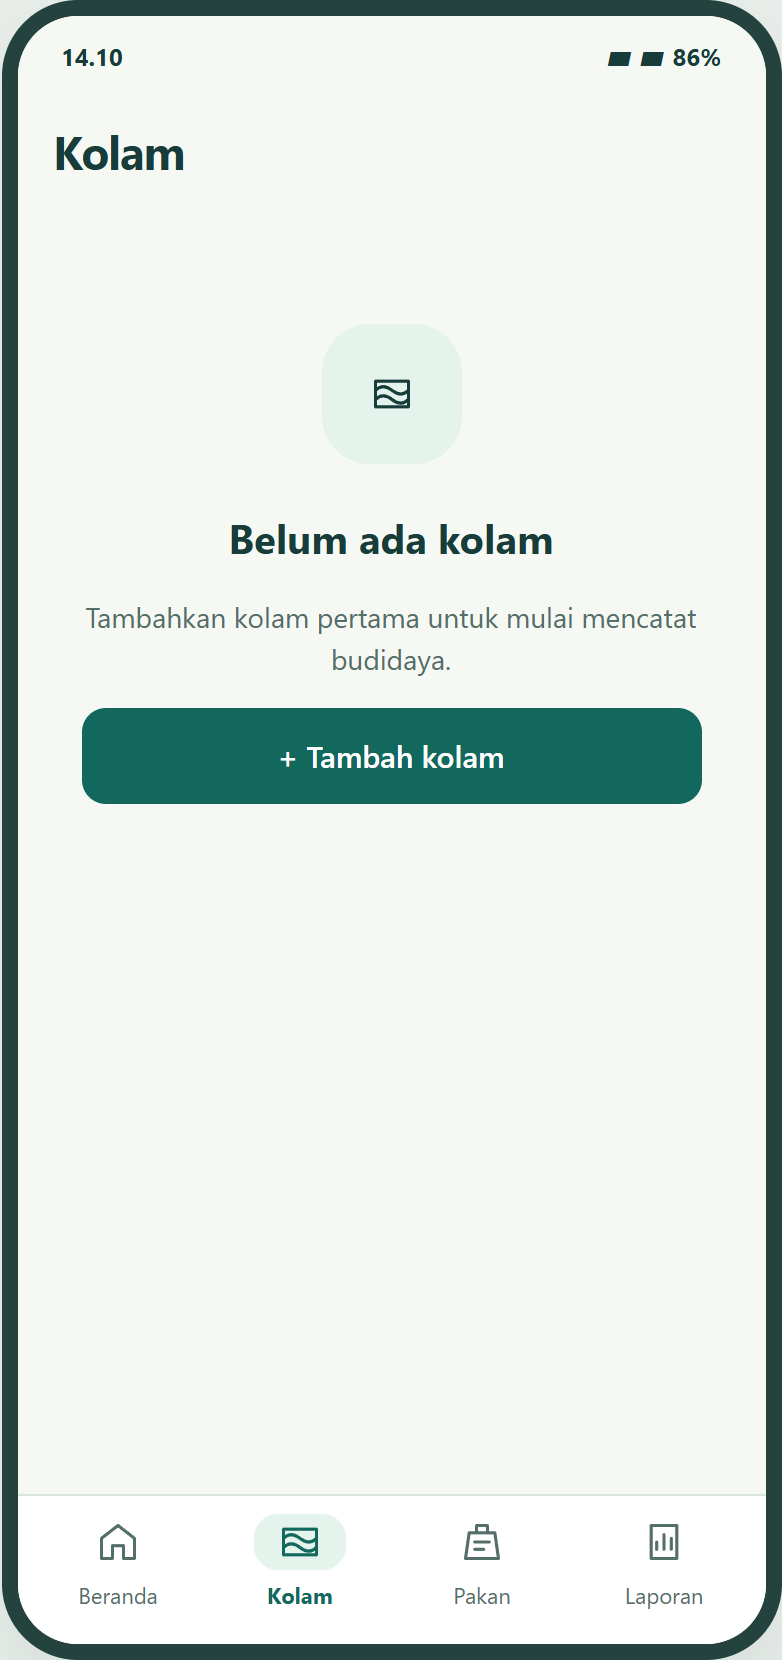 14.10
86%
Kolam
Belum ada kolam
Tambahkan kolam pertama untuk mulai mencatat
budidaya.
+ Tambah kolam
Beranda
Kolam
Pakan
Laporan